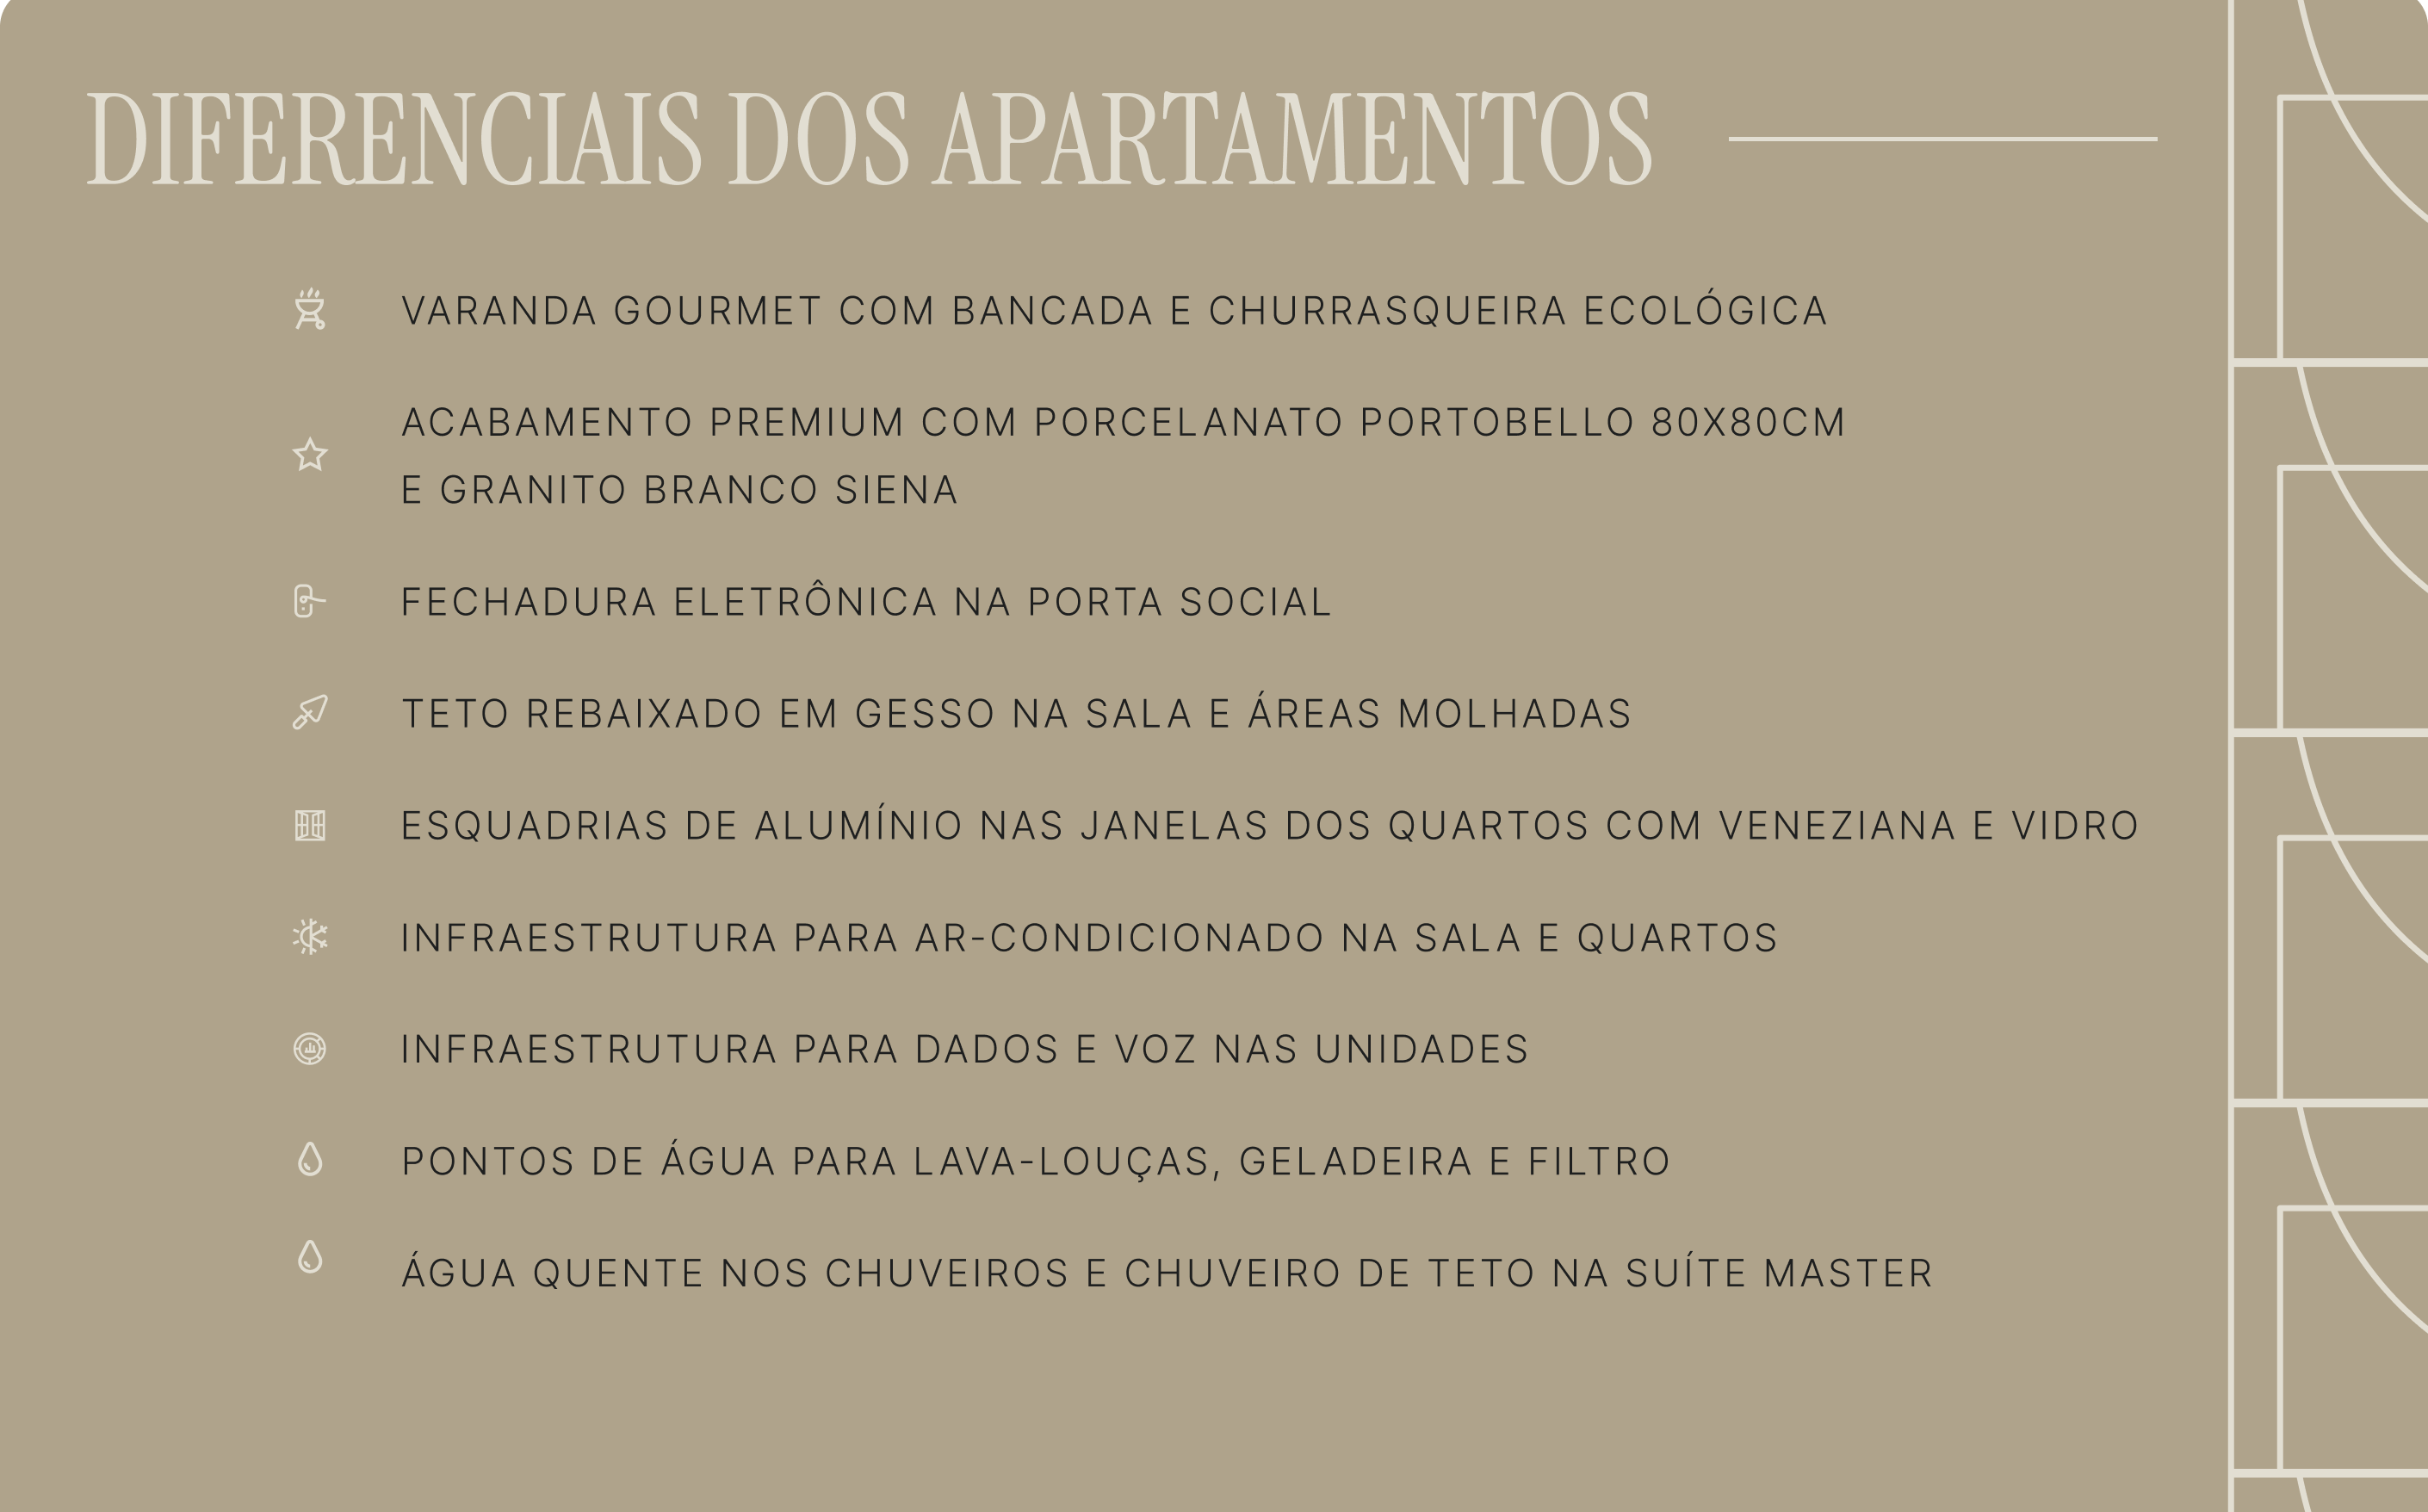 DIFERENCIAIS DOS APARTAMENTOS
VARANDA GOURMET COM BANCADA E CHURRASQUEIRA ECOLÓGICA
ACABAMENTO PREMIUM COM PORCELANATO PORTOBELLO 80X80CM
E GRANITO BRANCO SIENA
FECHADURA ELETRÔNICA NA PORTA SOCIAL
TETO REBAIXADO EM GESSO NA SALA E ÁREAS MOLHADAS
ESQUADRIAS DE ALUMÍNIO NAS JANELAS DOS QUARTOS COM VENEZIANA E VIDRO
INFRAESTRUTURA PARA AR-CONDICIONADO NA SALA E QUARTOS
INFRAESTRUTURA PARA DADOS E VOZ NAS UNIDADES
PONTOS DE ÁGUA PARA LAVA-LOUÇAS, GELADEIRA E FILTRO
ÁGUA QUENTE NOS CHUVEIROS E CHUVEIRO DE TETO NA SUÍTE MASTER